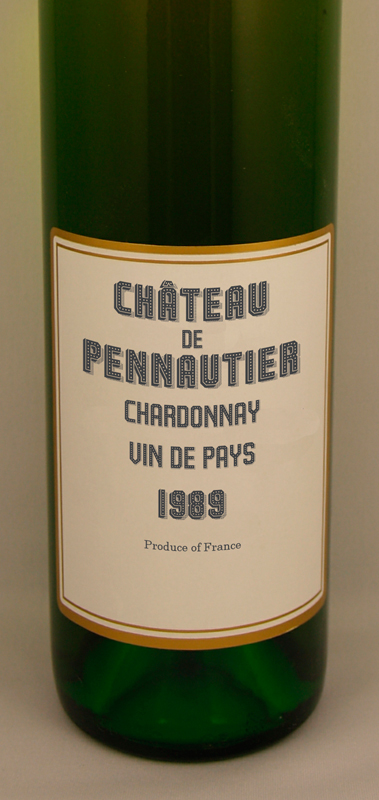 CHÂTEAU
DE
PENNAUTIER
CHARDONNAY
VIN DE PAYS
1989
Produce of France